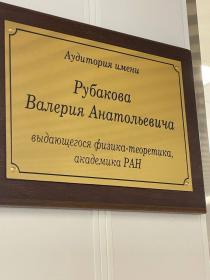 Аудитория имени
Рубакова
Валерия Анатольевича
выдающегося физика-теоретика,
академика РАН